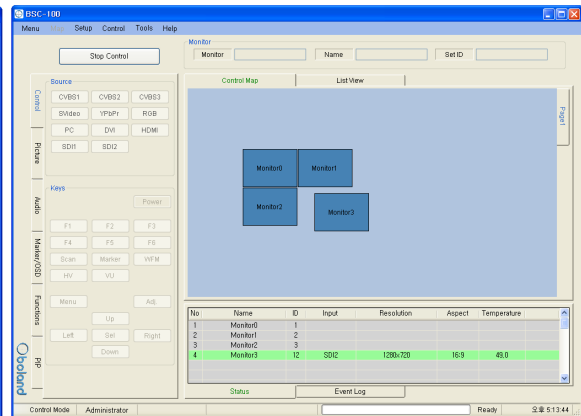 BSC-100
Menu Map Setup Control Tools Help
Stop Control
Monitor
Monitor Name Set ID
Control
Picture
Audio
Marker/OSD
Functions
PIP
Source
CVBS1 CVBS2 CVBS3
SVideo YPbPr RGB
PC DVI HDMI
SDI1 SDI2
Keys
Power
F1 F2 F3
F4 F5 F6
Scan Marker WFM
HV VU
Menu Adj.
Up
Left Sel Right
Down
boland
Control Map List View
Page1
Monitor0 Monitor1
Monitor2 Monitor3
No Name ID Input Resolution Aspect Temperature
1 Monitor0 1
2 Monitor1 2
3 Monitor2 3
4 Monitor3 12 SDI2 1280x720 16:9 49,0
Status Event Log
Control Mode Administrator Ready 오후 5:13:44